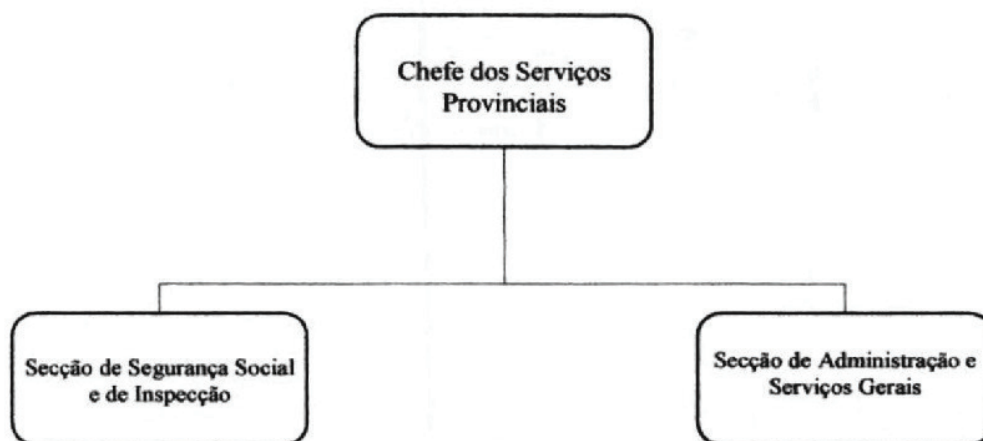 Chefe dos Serviços
Provinciais
Secção de Segurança Social
e de Inspecção
Secção de Administração e
Serviços Gerais